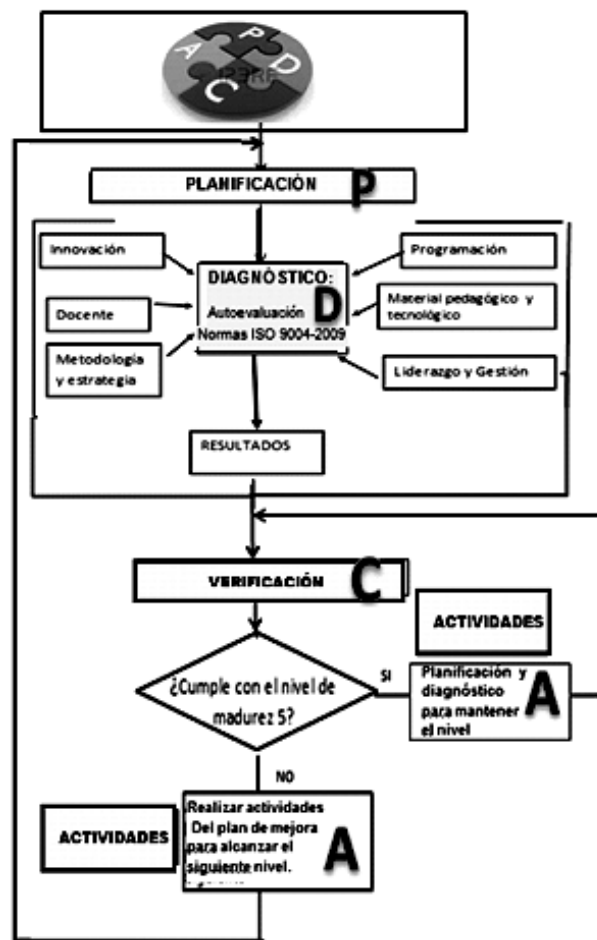 P
A
D
C
123RF
PLANIFICACIÓN P
Innovación
Programación
DIAGNÓSTICO:
Autoevaluación
D
Normas ISO 9004-2009
Docente
Material pedagógico y
tecnológico
Metodología
y estrategia
Liderazgo y Gestión
RESULTADOS
VERIFICACIÓN C
ACTIVIDADES
¿Cumple con el nivel de
madurez 5?
SI
Planificación y
diagnóstico
para mantener
el nivel
A
NO
ACTIVIDADES
Realizar actividades
Del plan de mejora
para alcanzar el
siguiente nivel.
A